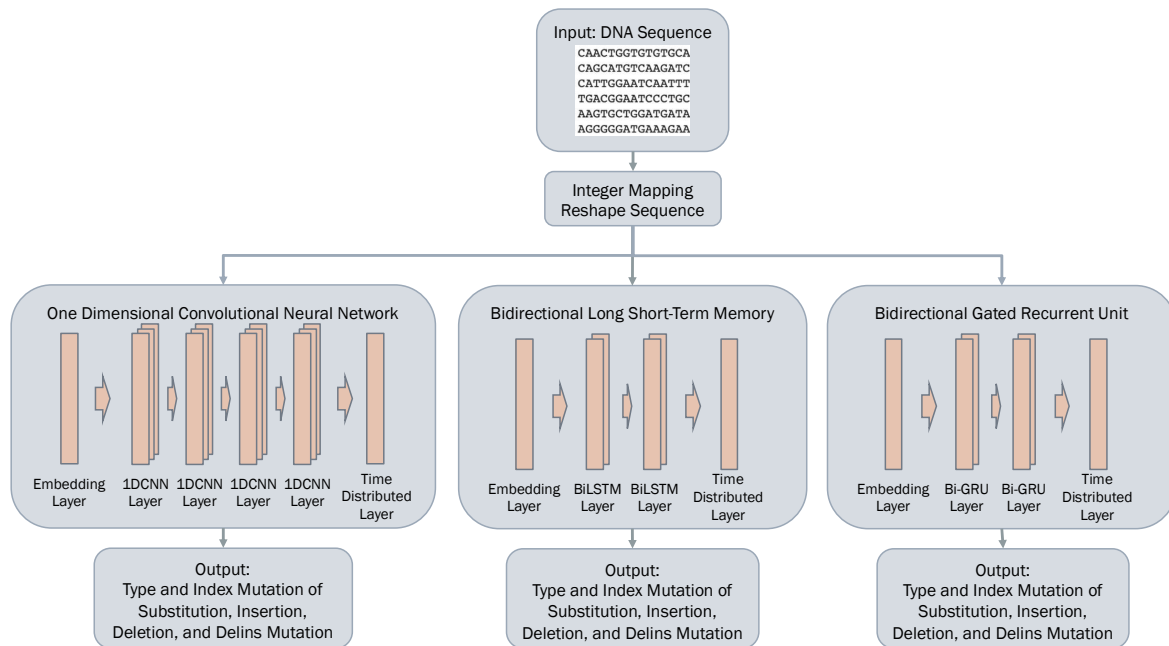 Input: DNA Sequence
CAACTGGTGTGTGCA
CAGCATGTCAAGATC
CATTGGAATCAATTT
TGACGGAATCCCTGC
AAGTGCTGGATGATA
AGGGGGATGAAAGAA
Integer Mapping
Reshape Sequence
One Dimensional Convolutional Neural Network
Embedding
Layer
1DCNN
Layer
1DCNN
Layer
1DCNN
Layer
1DCNN
Layer
Time
Distributed
Layer
Bidirectional Long Short-Term Memory
Embedding
Layer
BiLSTM
Layer
BiLSTM
Layer
Time
Distributed
Layer
Bidirectional Gated Recurrent Unit
Embedding
Layer
Bi-GRU
Layer
Bi-GRU
Layer
Time
Distributed
Layer
Output:
Type and Index Mutation of
Substitution, Insertion,
Deletion, and Delins Mutation
Output:
Type and Index Mutation of
Substitution, Insertion,
Deletion, and Delins Mutation
Output:
Type and Index Mutation of
Substitution, Insertion,
Deletion, and Delins Mutation